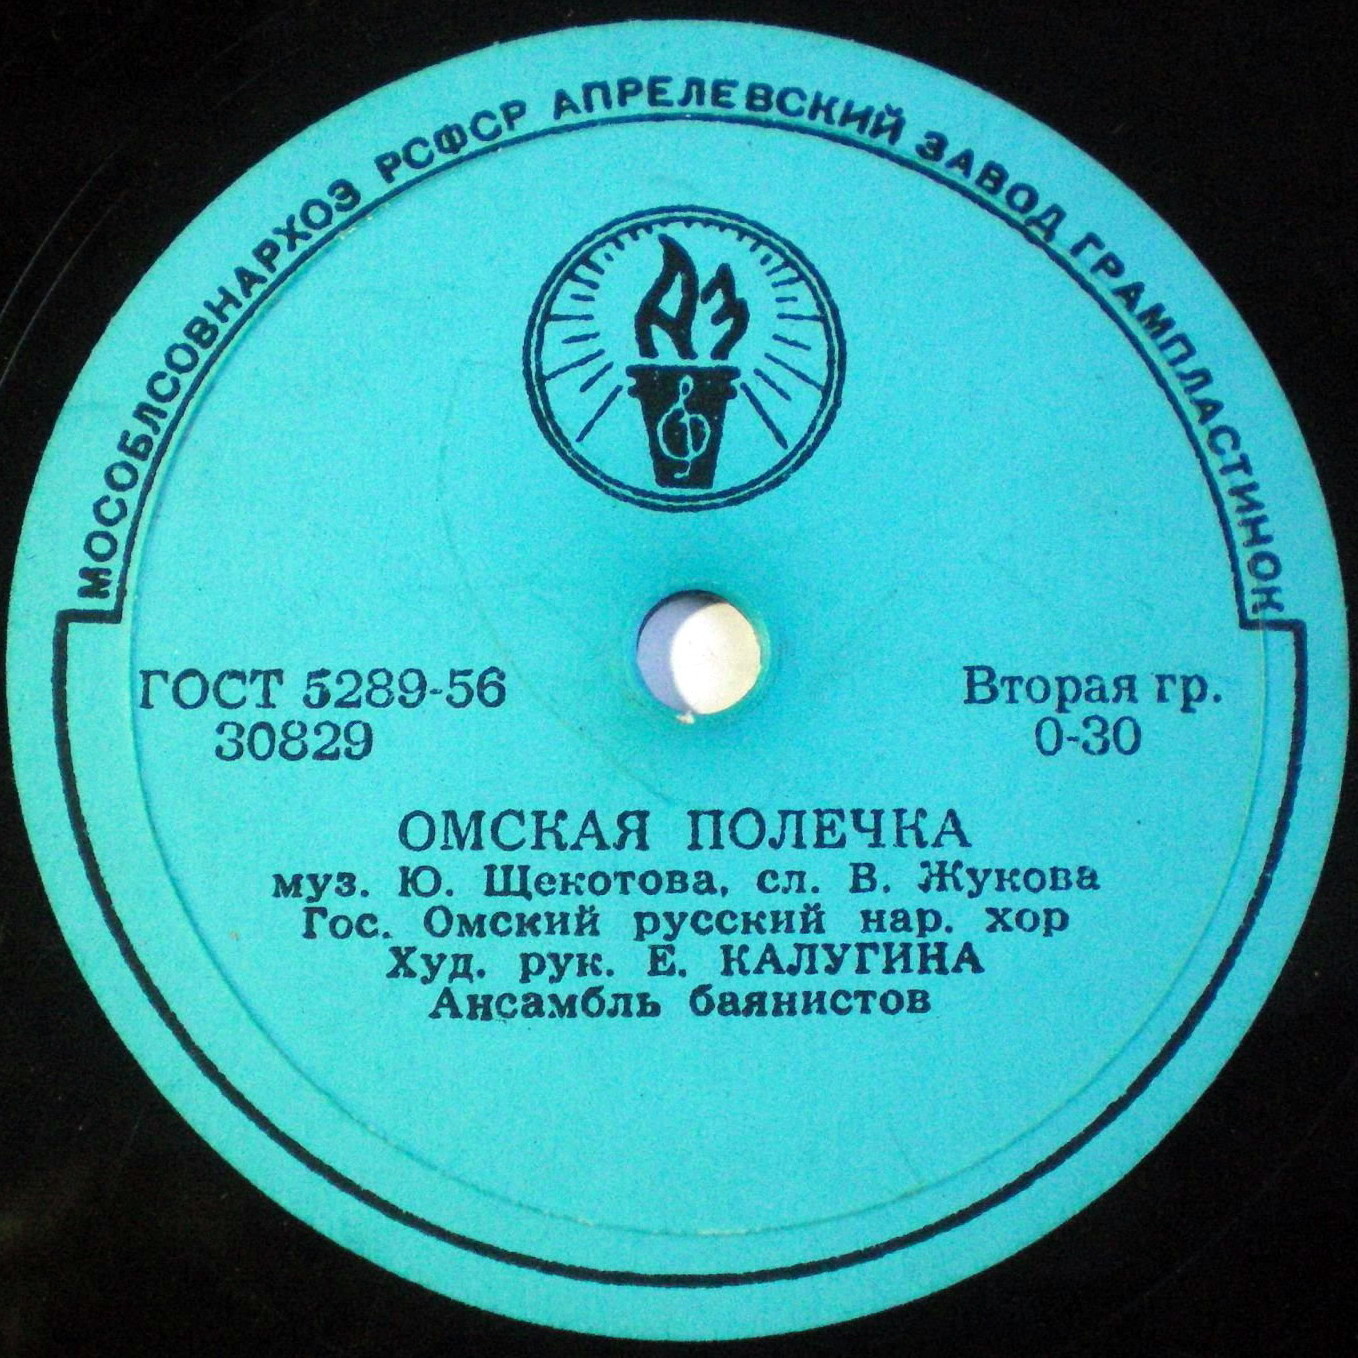 МОСОБЛСОВНАРХОЗ РСФСР АПРЕЛЕВСКИЙ ЗАВОД ГРАМПЛАСТИНОК
АЗ
ГОСТ 5289-56
30829
Вторая гр.
0-30
ОМСКАЯ ПОЛЕЧКА
муз. Ю. Щекотова, сл. В. Жукова
Гос. Омский русский нар. хор
Худ. рук. Е. КАЛУГИНА
Ансамбль баянистов